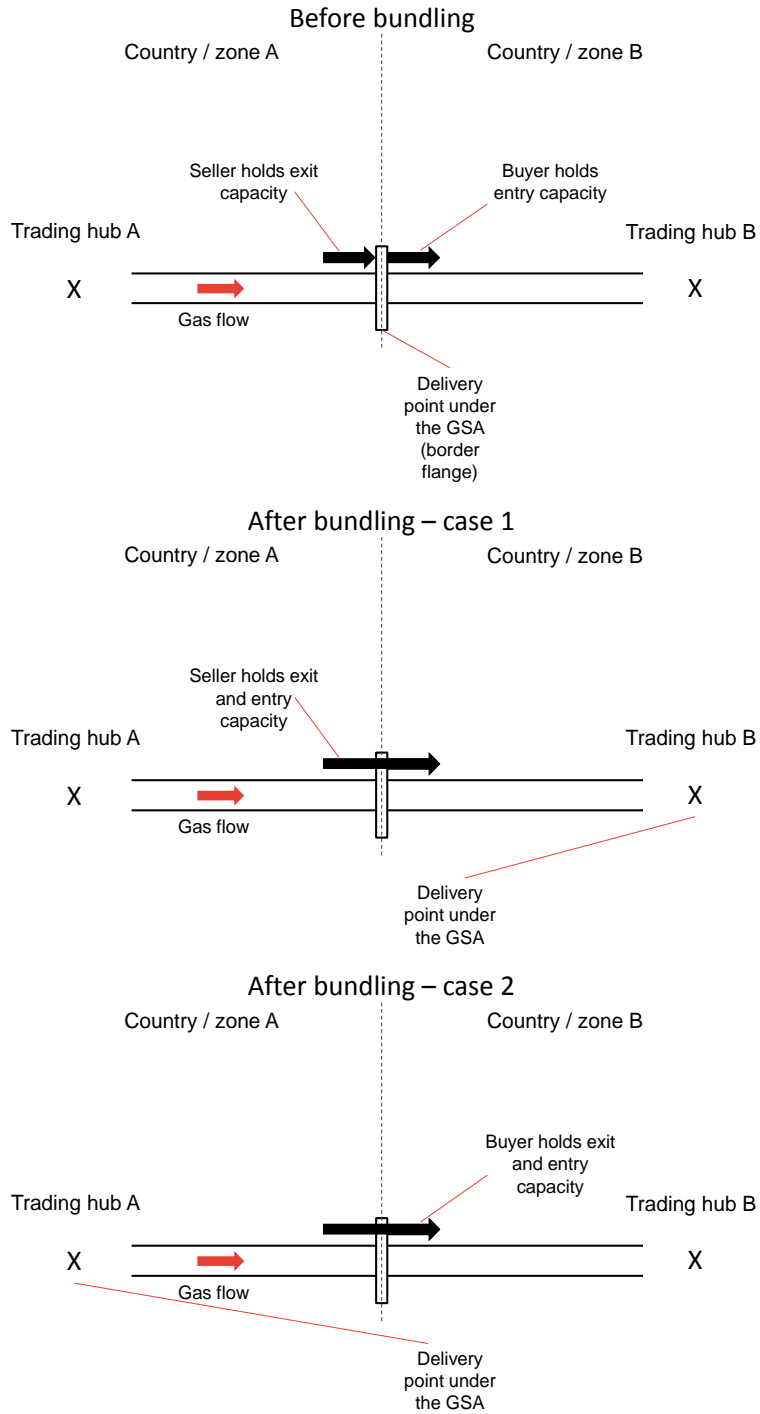 Before bundling
Country / zone A
Country / zone B
Seller holds exit
capacity
Buyer holds
entry capacity
Trading hub A
Trading hub B
X
X
Gas flow
Delivery
point under
the GSA
(border
flange)
After bundling – case 1
Country / zone A
Country / zone B
Seller holds exit
and entry
capacity
Trading hub A
Trading hub B
X
X
Gas flow
Delivery
point under
the GSA
After bundling – case 2
Country / zone A
Country / zone B
Buyer holds exit
and entry
capacity
Trading hub A
Trading hub B
X
X
Gas flow
Delivery
point under
the GSA